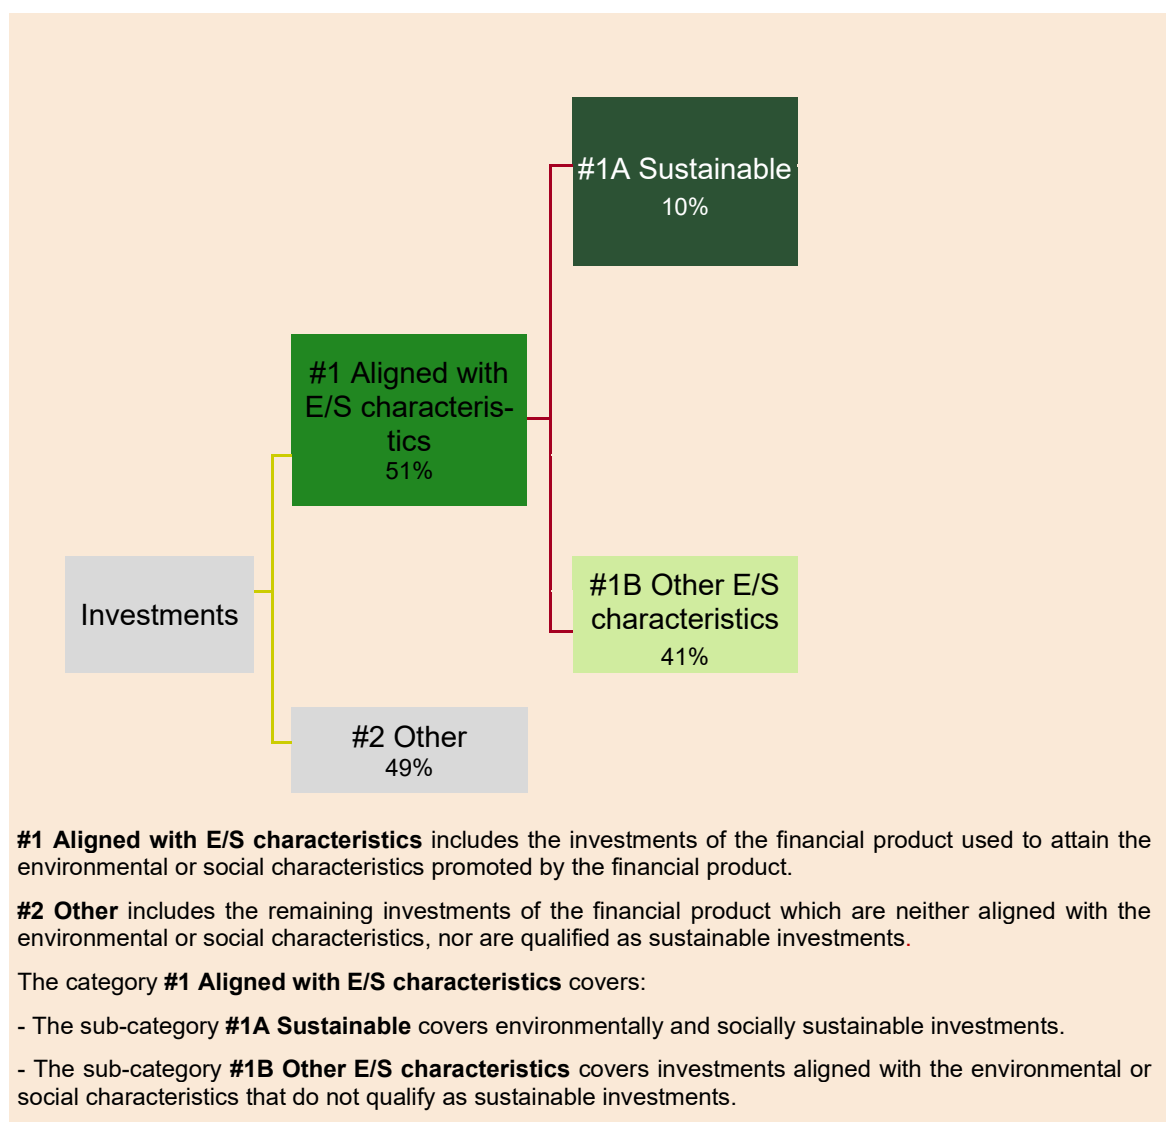 #1A Sustainable
10%
#1 Aligned with
E/S characteris-
tics
51%
Investments
#1B Other E/S
characteristics
41%
#2 Other
49%
#1 Aligned with E/S characteristics includes the investments of the financial product used to attain the
environmental or social characteristics promoted by the financial product.
#2 Other includes the remaining investments of the financial product which are neither aligned with the
environmental or social characteristics, nor are qualified as sustainable investments.
The category #1 Aligned with E/S characteristics covers:
- The sub-category #1A Sustainable covers environmentally and socially sustainable investments.
- The sub-category #1B Other E/S characteristics covers investments aligned with the environmental or
social characteristics that do not qualify as sustainable investments.